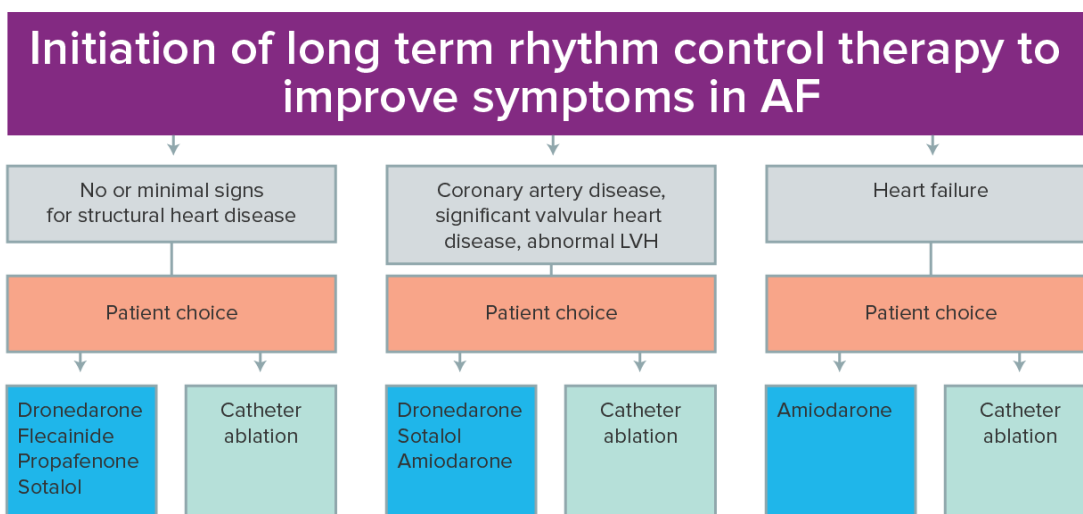 Initiation of long term rhythm control therapy to
improve symptoms in AF
No or minimal signs
for structural heart disease
Coronary artery disease,
significant valvular heart
disease, abnormal LVH
Heart failure
Patient choice
Patient choice
Patient choice
Dronedarone
Flecainide
Propafenone
Sotalol
Catheter
ablation
Dronedarone
Sotalol
Amiodarone
Catheter
ablation
Amiodarone
Catheter
ablation